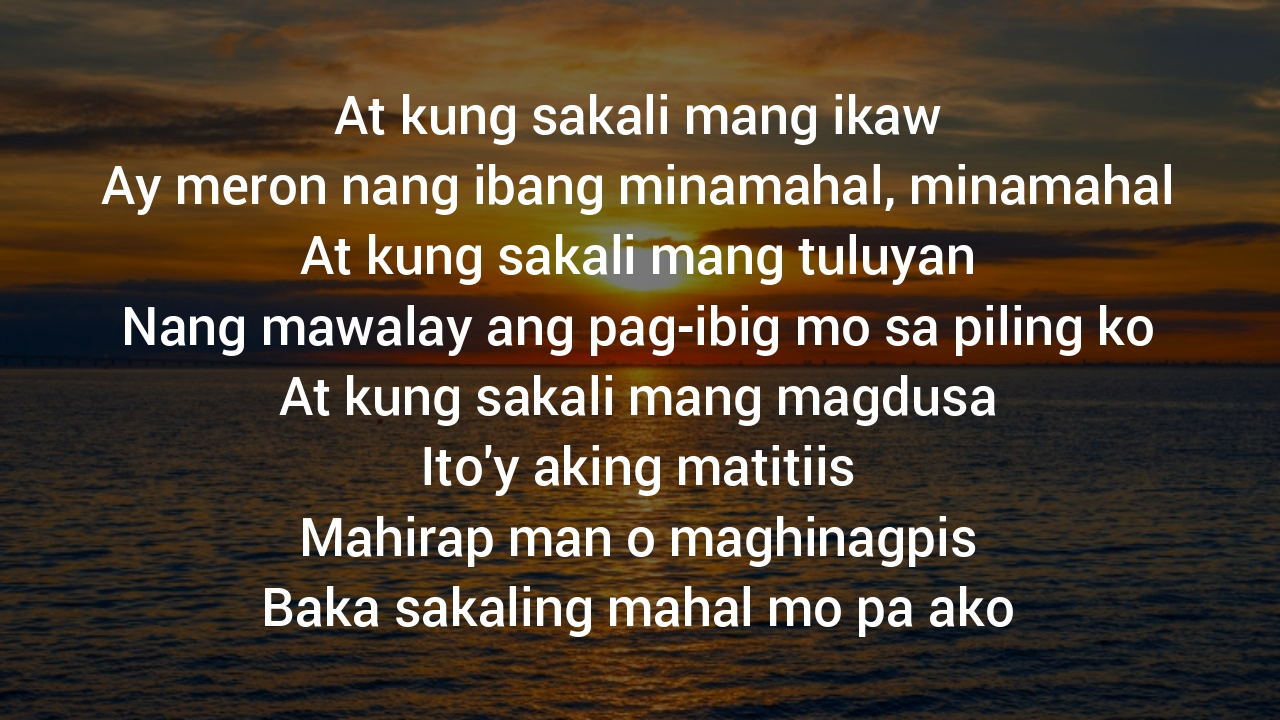 At kung sakali mang ikaw
Ay meron nang ibang minamahal, minamahal
At kung sakali mang tuluyan
Nang mawalay ang pag-ibig mo sa piling ko
At kung sakali mang magdusa
Ito'y aking matitiis
Mahirap man o maghinagpis
Baka sakaling mahal mo pa ako